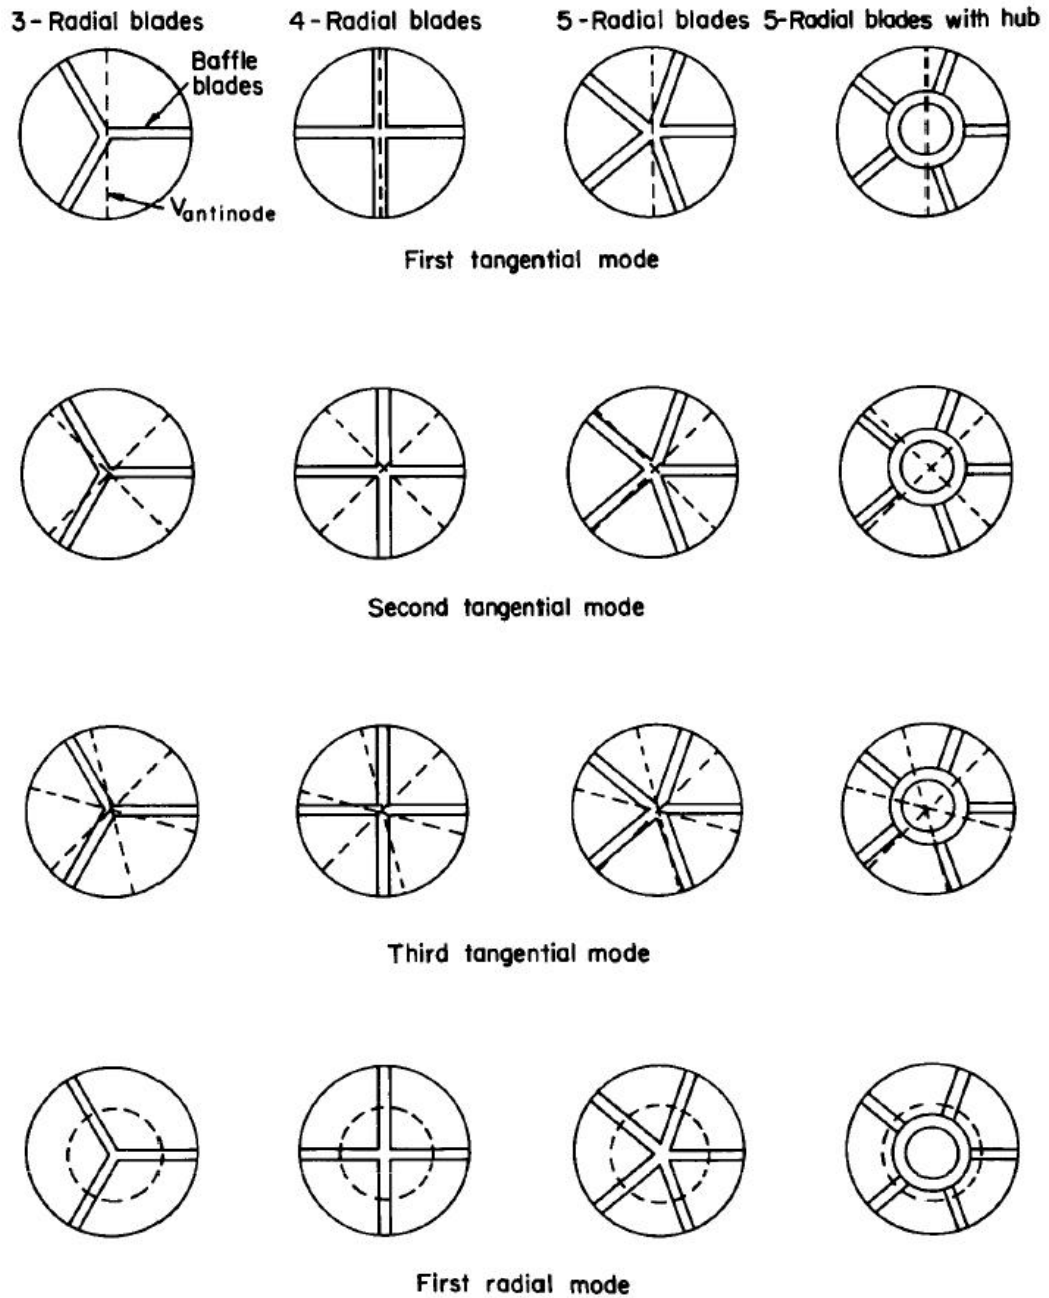 3-Radial blades
4-Radial blades
5-Radial blades
5-Radial blades with hub
Baffle
blades
Vantinode
First tangential mode
Second tangential mode
Third tangential mode
First radial mode